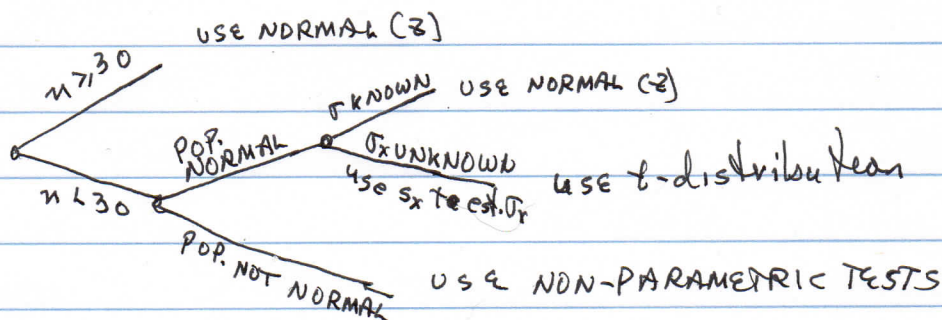 USE NORMAL (Z)
n ≥ 30
σ KNOWN
USE NORMAL (Z)
POP. NORMAL
σx UNKNOWN
use sx to est. σx
use t-distribution
n < 30
POP. NOT NORMAL
USE NON-PARAMETRIC TESTS